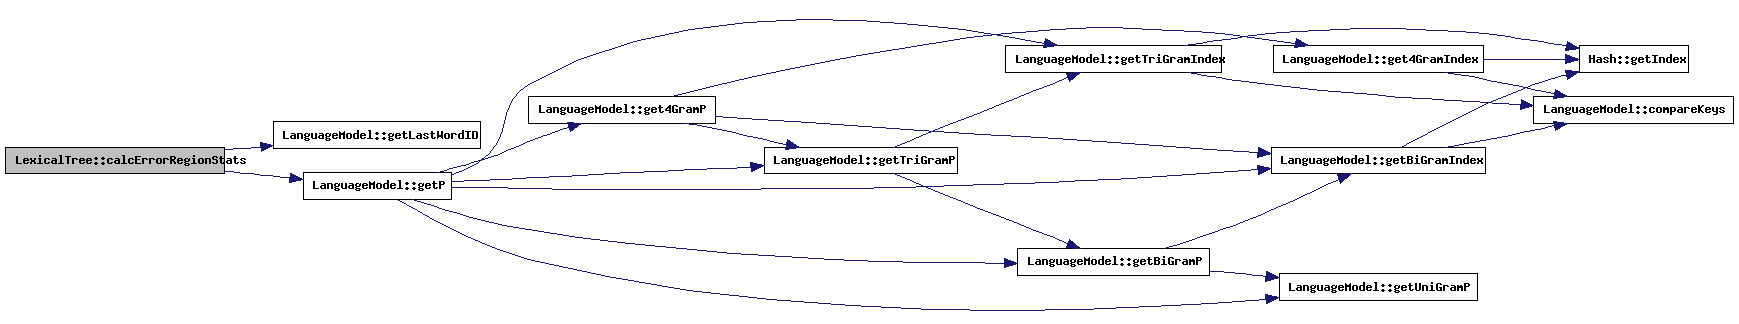 LexicalTree::calcErrorRegionStats
LanguageModel::getLastWordID
LanguageModel::getP
LanguageModel::get4GramP
LanguageModel::getTriGramP
LanguageModel::getTriGramIndex
LanguageModel::getBiGramP
LanguageModel::get4GramIndex
LanguageModel::getBiGramIndex
LanguageModel::getUniGramP
Hash::getIndex
LanguageModel::compareKeys